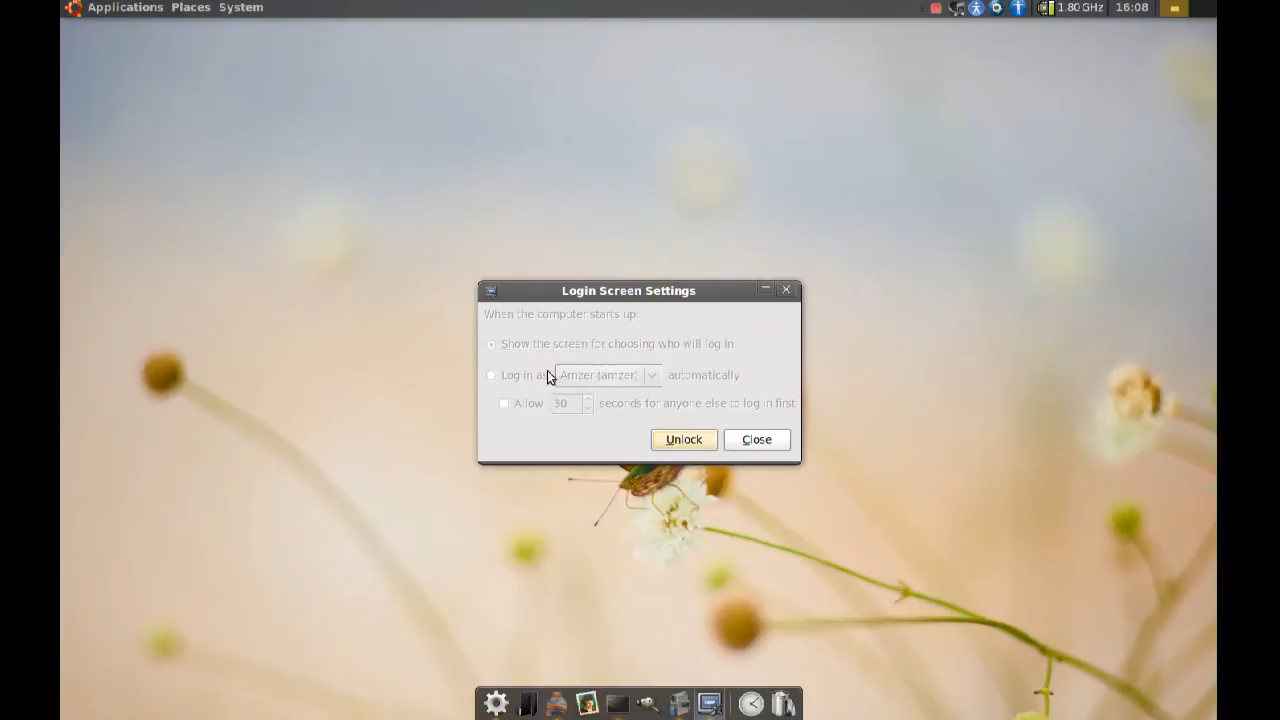 Applications Places System 1.80 GHz 16:08
Login Screen Settings
When the computer starts up:
Show the screen for choosing who will log in
Log in as Amzer (amzer) automatically
Allow 30 seconds for anyone else to log in first
Unlock Close